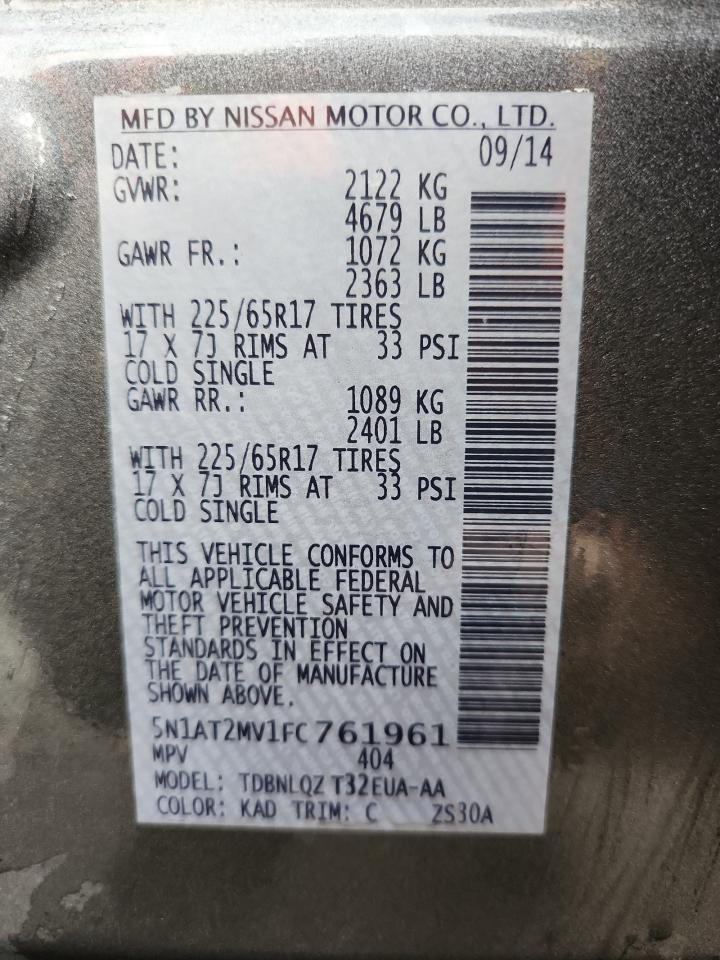 MFD BY NISSAN MOTOR CO., LTD.
DATE: 09/14
GVWR: 2122 KG
4679 LB
GAWR FR.: 1072 KG
2363 LB
WITH 225/65R17 TIRES
17 X 7J RIMS AT 33 PSI
COLD SINGLE
GAWR RR.: 1089 KG
2401 LB
WITH 225/65R17 TIRES
17 X 7J RIMS AT 33 PSI
COLD SINGLE
THIS VEHICLE CONFORMS TO
ALL APPLICABLE FEDERAL
MOTOR VEHICLE SAFETY AND
THEFT PREVENTION
STANDARDS IN EFFECT ON
THE DATE OF MANUFACTURE
SHOWN ABOVE.
5N1AT2MV1FC761961
MPV 404
MODEL: TDBNLQZ T32EUA-AA
COLOR: KAD TRIM: C ZS30A